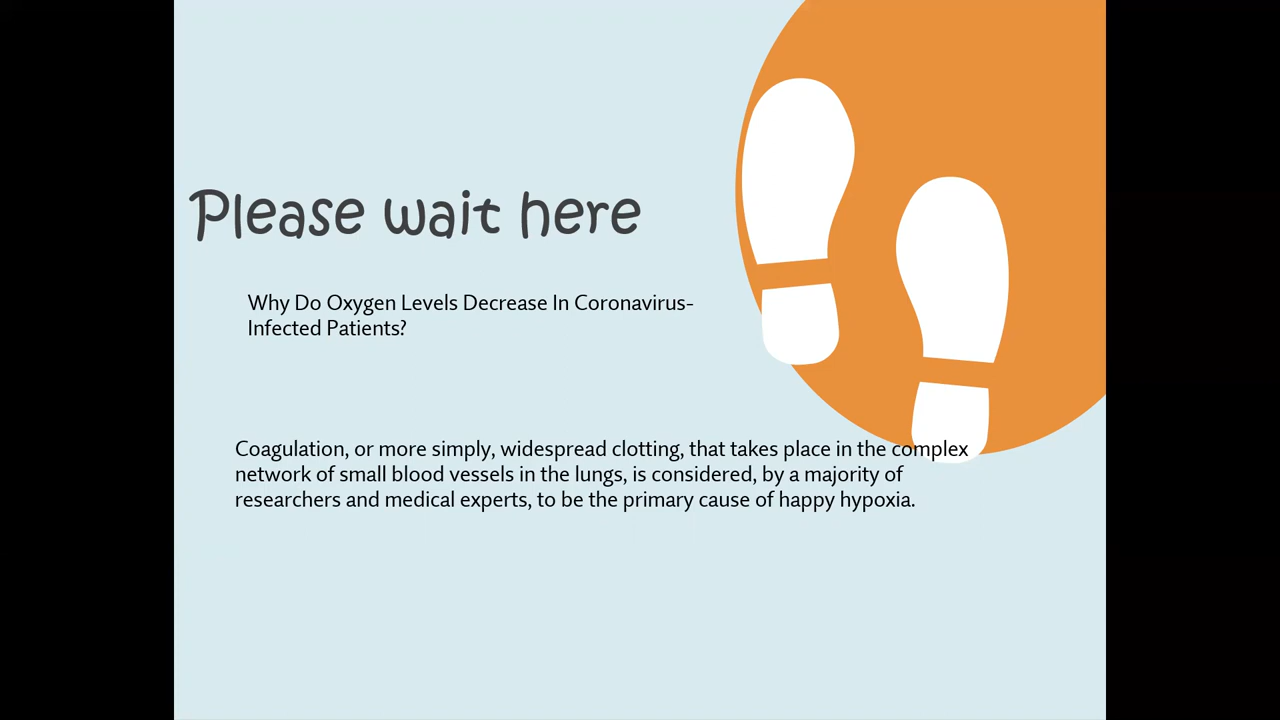 Please wait here
Why Do Oxygen Levels Decrease In Coronavirus-
Infected Patients?
Coagulation, or more simply, widespread clotting, that takes place in the complex
network of small blood vessels in the lungs, is considered, by a majority of
researchers and medical experts, to be the primary cause of happy hypoxia.